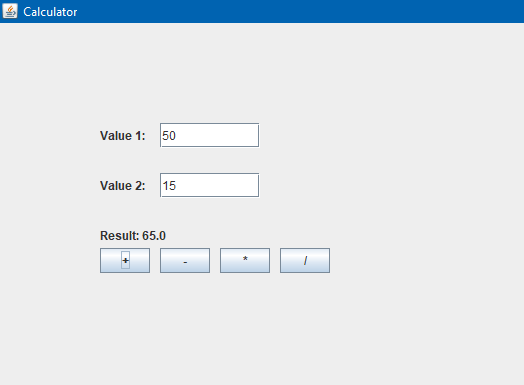 Calculator
Value 1: 50
Value 2: 15
Result: 65.0
+ - * /